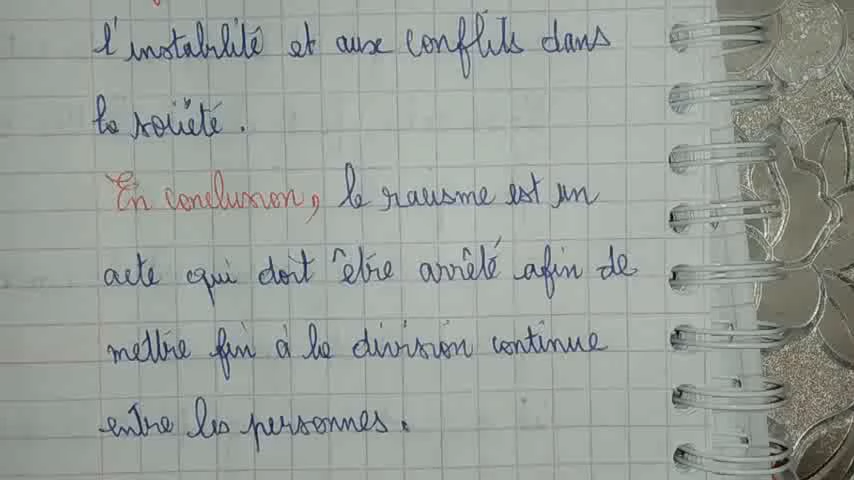 l'instabilité et aux conflits dans
la société.
En conclusion, le racisme est un
acte qui doit être arrêté afin de
mettre fin à la division continue
entre les personnes.